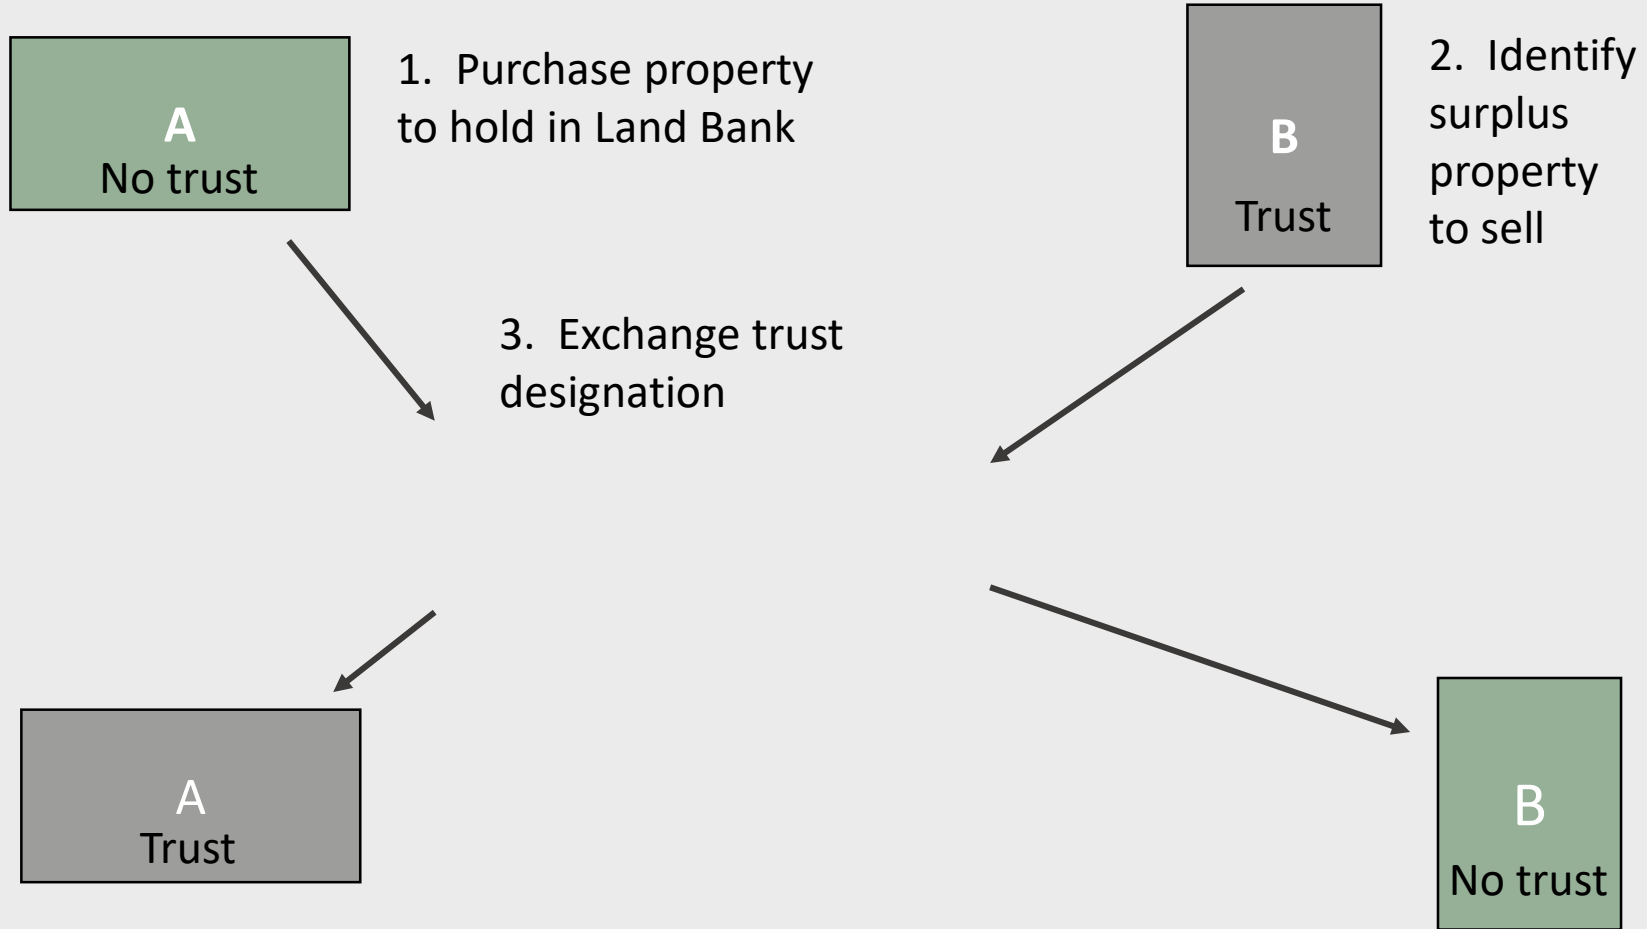 A
No trust
1. Purchase property
to hold in Land Bank
B
Trust
2. Identify
surplus
property
to sell
3. Exchange trust
designation
A
Trust
B
No trust